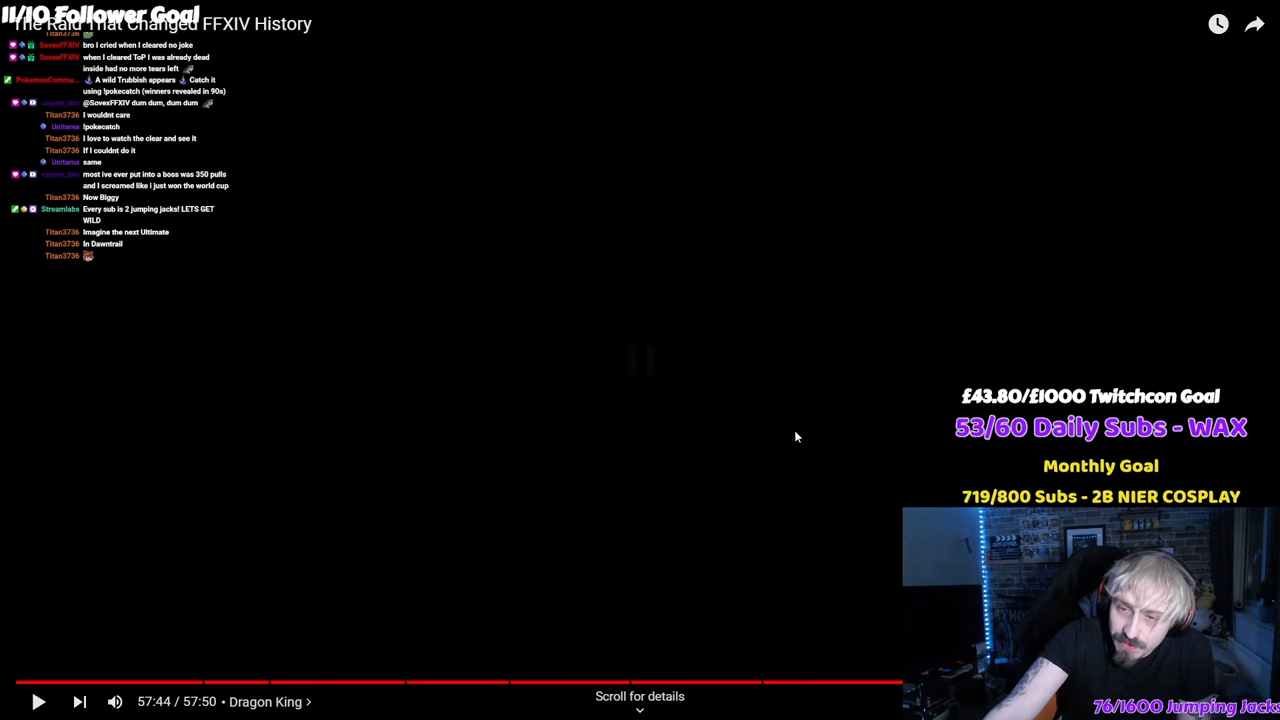 11/10 Follower Goal
The Raid That Changed FFXIV History
Titan3736
SovexFFXIV bro I cried when I cleared no joke
SovexFFXIV when I cleared ToP I was already dead
inside had no more tears left
PokemonCommu... A wild Trubbish appears Catch it
using !pokecatch (winners revealed in 90s)
@SovexFFXIV dum dum, dum dum
Titan3736 I wouldnt care
Unitama !pokecatch
Titan3736 I love to watch the clear and see it
Titan3736 If I couldnt do it
Unitama same
most ive ever put into a boss was 350 pulls
and I screamed like i just won the world cup
Titan3736 Now Biggy
Streamlabs Every sub is 2 jumping jacks! LETS GET
WILD
Titan3736 Imagine the next Ultimate
Titan3736 In Dawntrail
Titan3736
£43.80/£1000 Twitchcon Goal
53/60 Daily Subs - WAX
Monthly Goal
719/800 Subs - 2B NIER COSPLAY
76/1600 Jumping Jacks
57:44 / 57:50 • Dragon King
Scroll for details